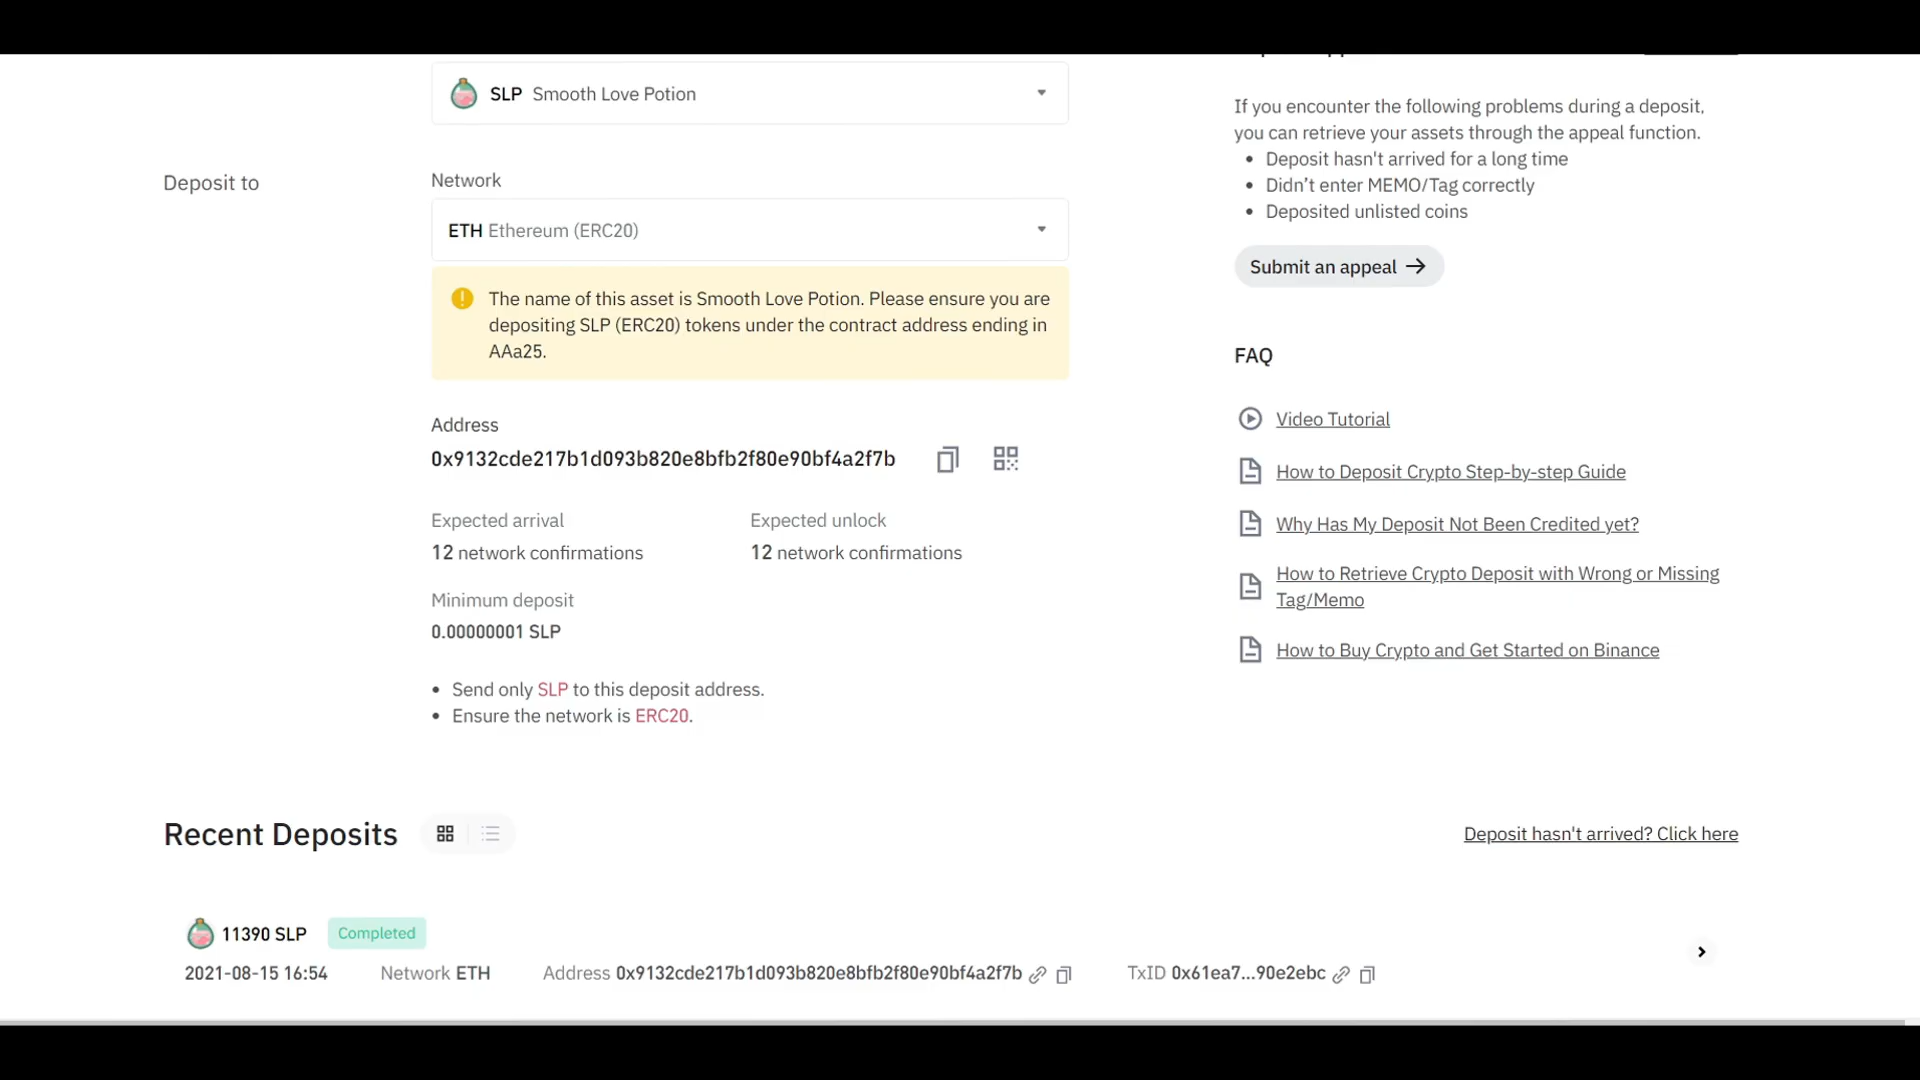 SLP Smooth Love Potion
Deposit to
Network
ETH Ethereum (ERC20)
The name of this asset is Smooth Love Potion. Please ensure you are
depositing SLP (ERC20) tokens under the contract address ending in
AAa25.
Address
0x9132cde217b1d093b820e8bfb2f80e90bf4a2f7b
Expected arrival
12 network confirmations
Expected unlock
12 network confirmations
Minimum deposit
0.00000001 SLP
• Send only SLP to this deposit address.
• Ensure the network is ERC20.
If you encounter the following problems during a deposit,
you can retrieve your assets through the appeal function.
• Deposit hasn't arrived for a long time
• Didn’t enter MEMO/Tag correctly
• Deposited unlisted coins
Submit an appeal →
FAQ
Video Tutorial
How to Deposit Crypto Step-by-step Guide
Why Has My Deposit Not Been Credited yet?
How to Retrieve Crypto Deposit with Wrong or Missing
Tag/Memo
How to Buy Crypto and Get Started on Binance
Recent Deposits
Deposit hasn't arrived? Click here
11390 SLP Completed
2021-08-15 16:54 Network ETH Address 0x9132cde217b1d093b820e8bfb2f80e90bf4a2f7b TxID 0x61ea7...90e2ebc